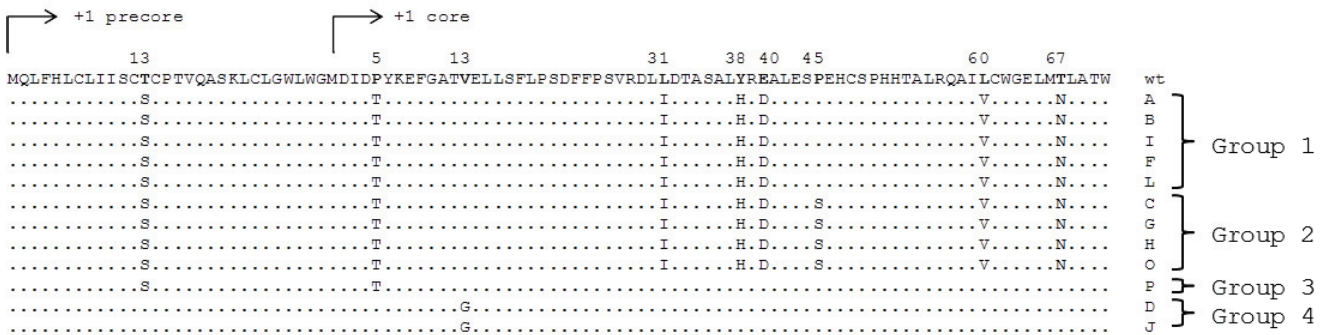 +1 precore +1 core
13 5 13 31 38 40 45 60 67
MQLFHLCLIISCTCPTVQASKLCLGWLWGMDIDPYKEFGATVELLSFLPSDFFPSVRDLLDTASALYREALESPEHCSPHHTALRQAILCWGELMTLATW wt
............S....................T.........................I......H.D...................V......N.... A
............S....................T.........................I......H.D...................V......N.... B
............S....................T.........................I......H.D...................V......N.... I Group 1
............S....................T.........................I......H.D...................V......N.... F
............S....................T.........................I......H.D...................V......N.... L
............S....................T.........................I......H.D....S..............V......N.... C
............S....................T.........................I......H.D....S..............V......N.... G Group 2
............S....................T.........................I......H.D....S..............V......N.... H
............S....................T.........................I......H.D....S..............V......N.... O
............S....................T.................................................................. P Group 3
.........................................G.......................................................... D Group 4
.........................................G.......................................................... J